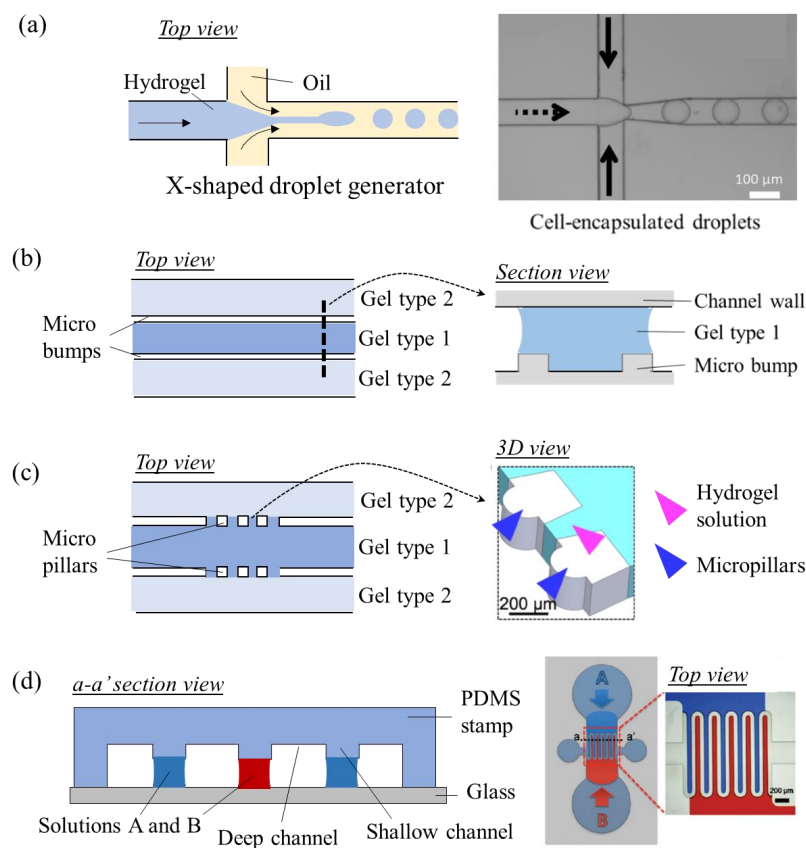 (a)
Top view
Hydrogel
Oil
X-shaped droplet generator
100 μm
Cell-encapsulated droplets
(b)
Top view
Gel type 2
Micro
bumps
Gel type 1
Gel type 2
Section view
Channel wall
Gel type 1
Micro bump
(c)
Top view
Gel type 2
Micro
pillars
Gel type 1
Gel type 2
3D view
200 μm
Hydrogel
solution
Micropillars
(d)
a-a’ section view
PDMS
stamp
Glass
Solutions A and B
Deep channel
Shallow channel
A
a
a'
B
Top view
200 μm